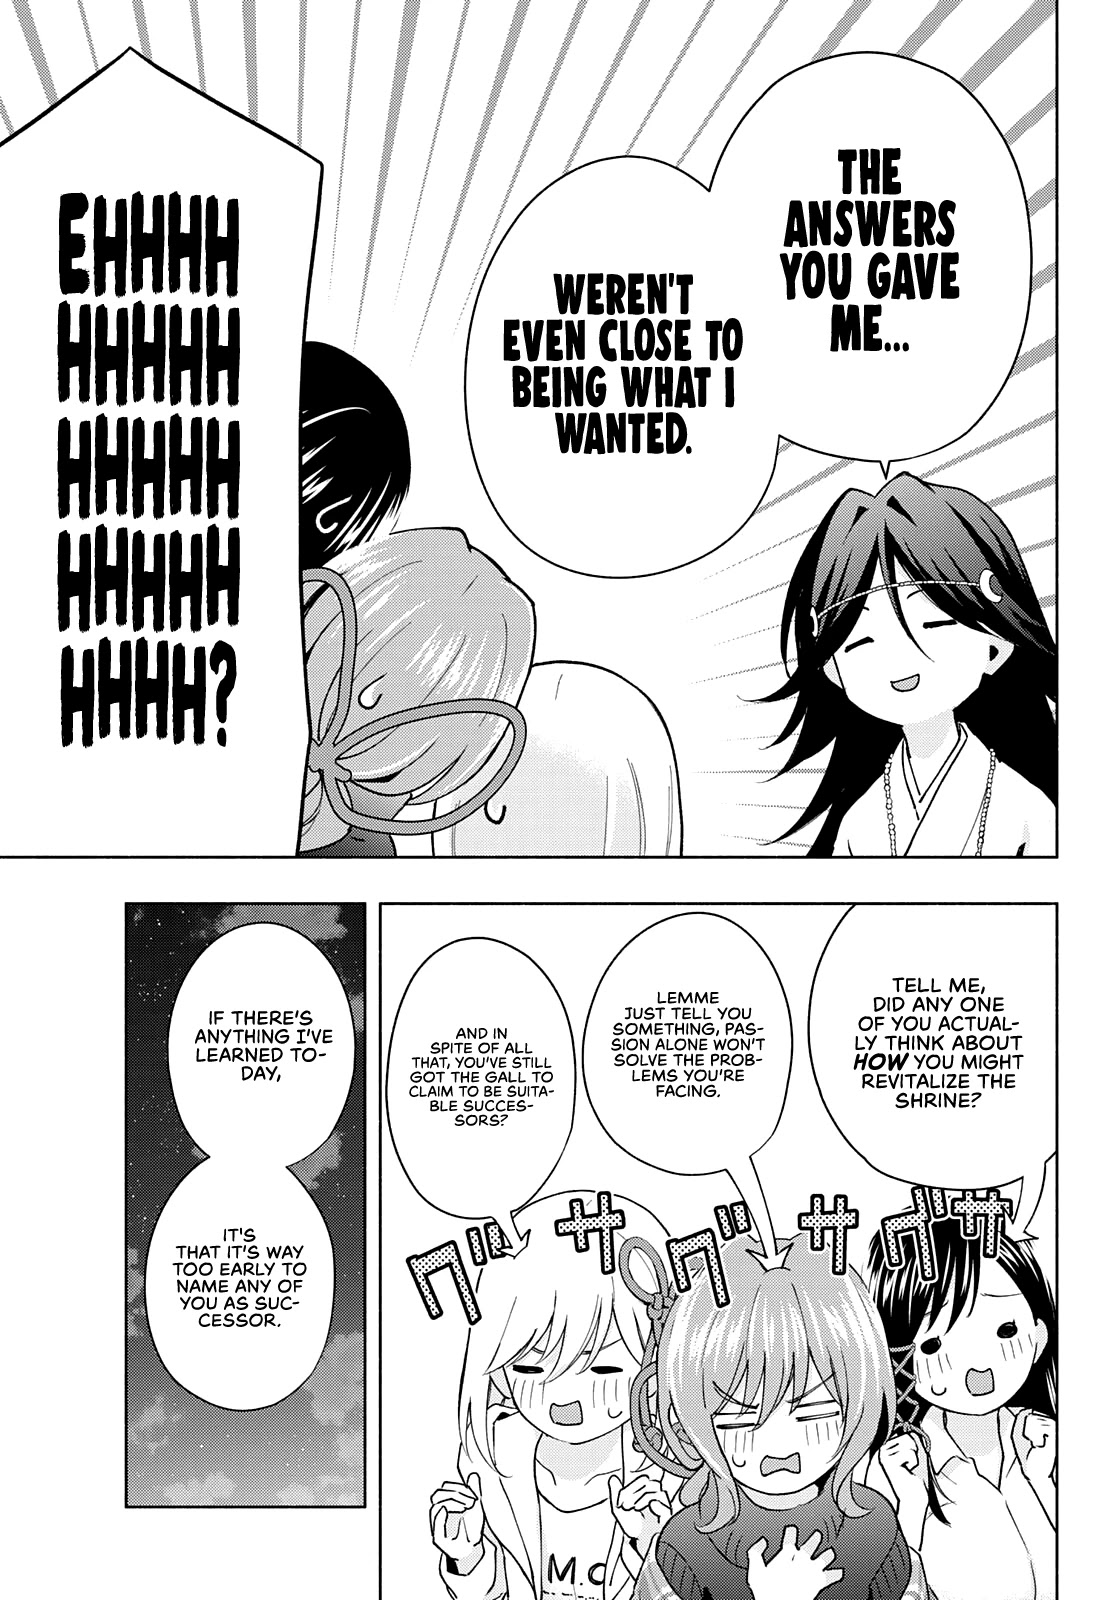 THE
ANSWERS
YOU GAVE
ME...
WEREN'T
EVEN CLOSE TO
BEING WHAT I
WANTED.
EHHHH
HHHHH
HHHHH
HHHHH
HHHH?
TELL ME,
DID ANY ONE
OF YOU ACTUAL-
LY THINK ABOUT
HOW YOU MIGHT
REVITALIZE THE
SHRINE?
LEMME
JUST TELL YOU
SOMETHING, PAS-
SION ALONE WON'T
SOLVE THE PROB-
LEMS YOU'RE
FACING.
AND IN
SPITE OF ALL
THAT, YOU'VE STILL
GOT THE GALL TO
CLAIM TO BE SUITA-
BLE SUCCES-
SORS?
グサ
グサ
グサ
M.C
IF THERE'S
ANYTHING I'VE
LEARNED TO-
DAY,
IT'S
THAT IT'S WAY
TOO EARLY TO
NAME ANY OF
YOU AS SUC-
CESSOR.